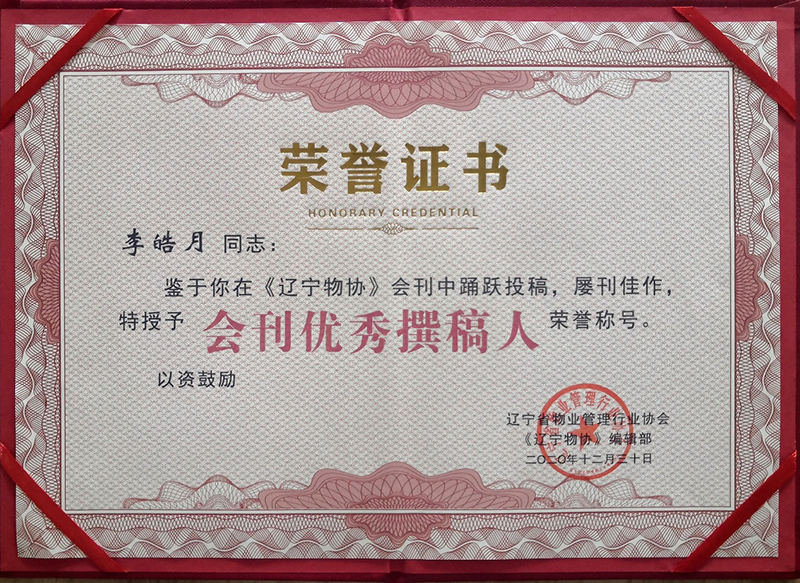 荣誉证书
HONORARY CREDENTIAL
李皓月 同志：
鉴于你在《辽宁物协》会刊中踊跃投稿，屡刊佳作，
特授予 会刊优秀撰稿人 荣誉称号。
以资鼓励
辽宁省物业管理行业协会
《辽宁物协》编辑部
二〇二〇年十二月三十日